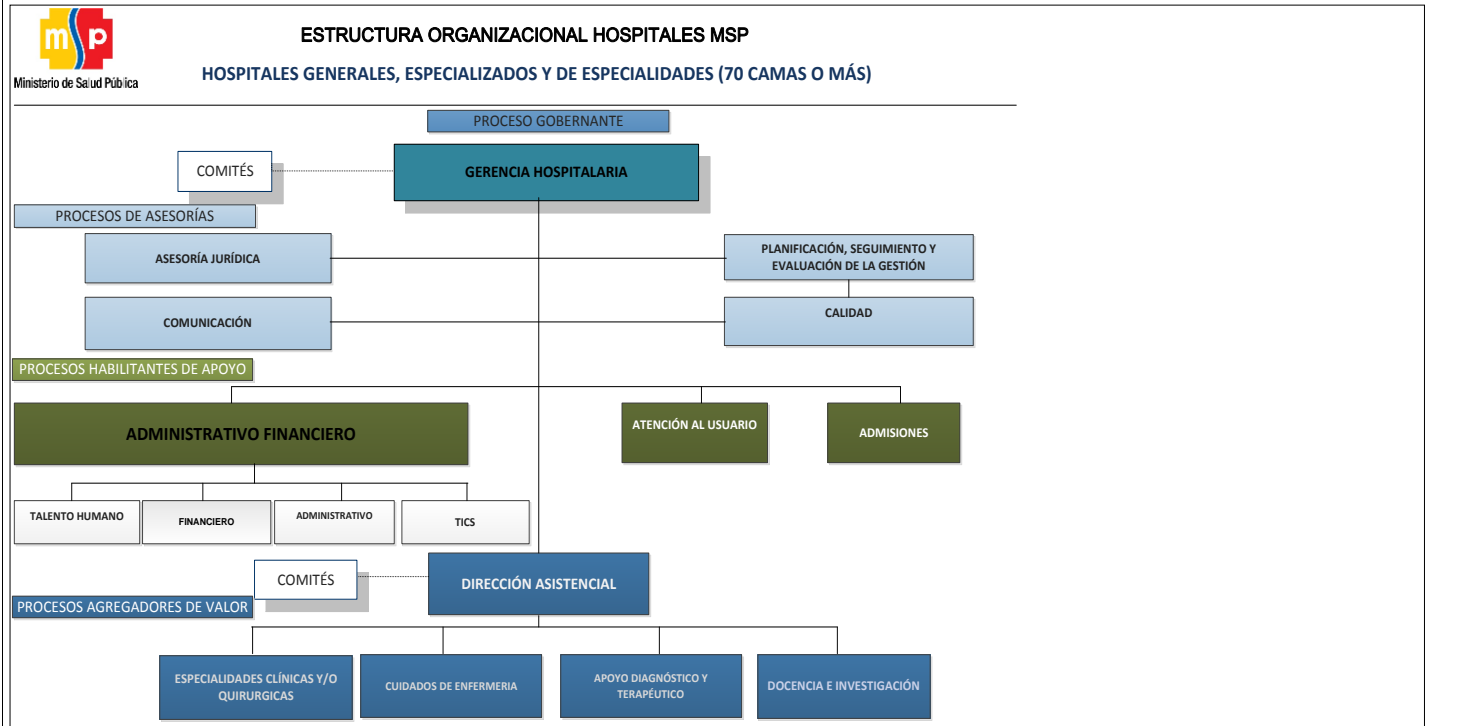 msp
Ministerio de Salud Pública
ESTRUCTURA ORGANIZACIONAL HOSPITALES MSP
HOSPITALES GENERALES, ESPECIALIZADOS Y DE ESPECIALIDADES (70 CAMAS O MÁS)
PROCESO GOBERNANTE
COMITÉS
GERENCIA HOSPITALARIA
PROCESOS DE ASESORÍAS
ASESORÍA JURÍDICA
PLANIFICACIÓN, SEGUIMIENTO Y
EVALUACIÓN DE LA GESTIÓN
COMUNICACIÓN
CALIDAD
PROCESOS HABILITANTES DE APOYO
ADMINISTRATIVO FINANCIERO
ATENCIÓN AL USUARIO
ADMISIONES
TALENTO HUMANO
FINANCIERO
ADMINISTRATIVO
TICS
COMITÉS
DIRECCIÓN ASISTENCIAL
PROCESOS AGREGADORES DE VALOR
ESPECIALIDADES CLÍNICAS Y/O
QUIRURGICAS
CUIDADOS DE ENFERMERIA
APOYO DIAGNÓSTICO Y
TERAPÉUTICO
DOCENCIA E INVESTIGACIÓN